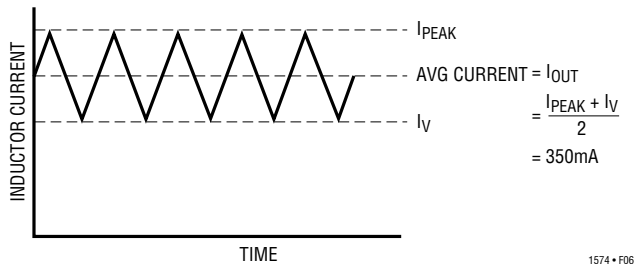 INDUCTOR CURRENT
IPEAK
AVG CURRENT = IOUT
= IPEAK + IV
2
IV
= 350mA
TIME
1574 • F06